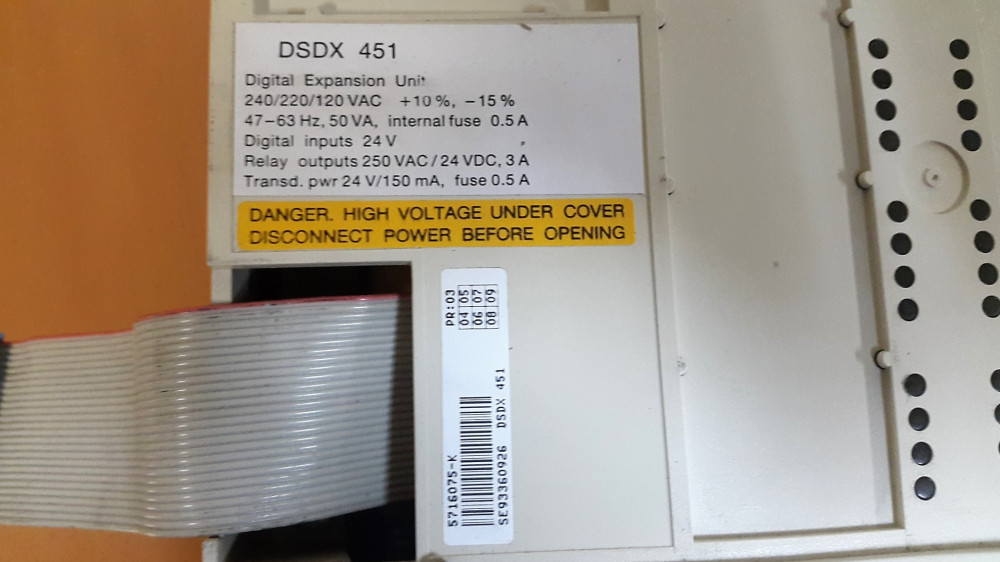 DSDX 451
Digital Expansion Unit
240/220/120 VAC +10 %, −15 %
47−63 Hz, 50 VA, internal fuse 0.5 A
Digital inputs 24 V
Relay outputs 250 VAC / 24 VDC, 3 A
Transd. pwr 24 V/150 mA, fuse 0.5 A
DANGER. HIGH VOLTAGE UNDER COVER
DISCONNECT POWER BEFORE OPENING
PR:03
04 05
06 07
08 09
5716075-K
SE93360926 DSDX 451